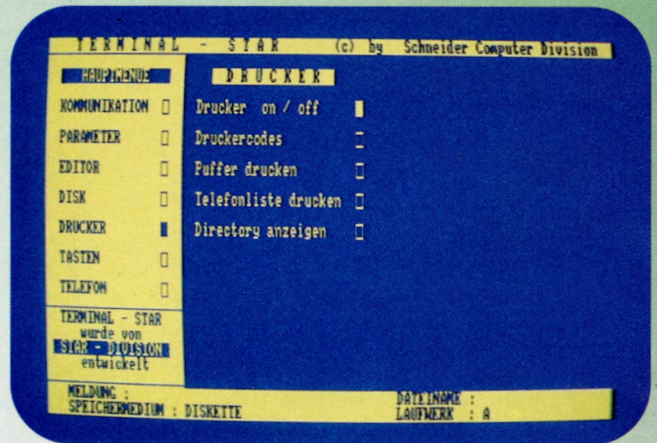 TERMINAL - STAR (c) by Schneider Computer Division
HAUPTMENUE
KOMMUNIKATION
PARAMETER
EDITOR
DISK
DRUCKER
TASTEN
TELEFON
TERMINAL - STAR
wurde von
STAR - DIVISION
entwickelt
DRUCKER
Drucker on / off
Druckercodes
Puffer drucken
Telefonliste drucken
Directory anzeigen
MELDUNG :
SPEICHERMEDIUM : DISKETTE
DATEINAME :
LAUFWERK : A